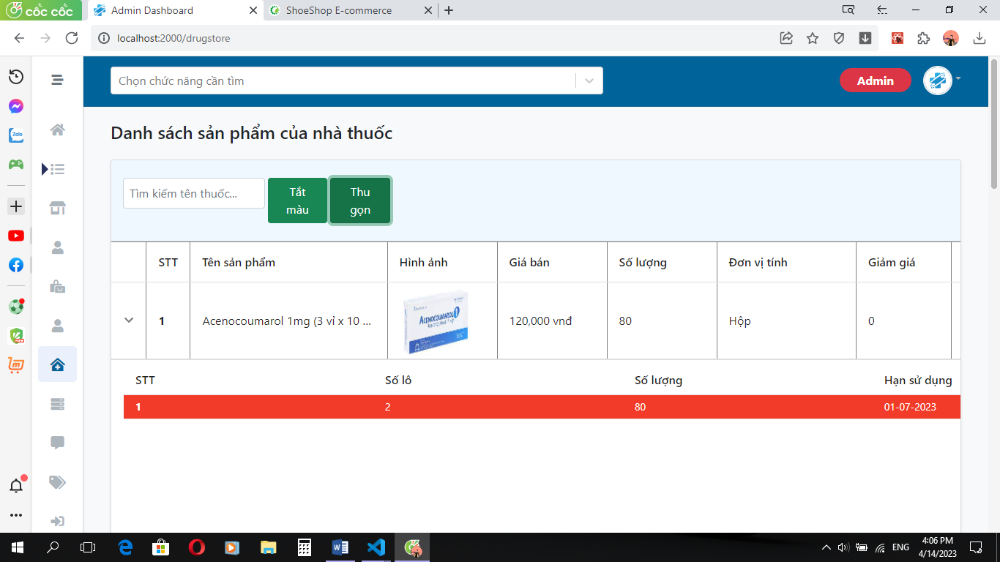 cốc cốc
Admin Dashboard
ShoeShop E-commerce
localhost:2000/drugstore
Zalo
Chọn chức năng cần tìm
Admin
Danh sách sản phẩm của nhà thuốc
Tìm kiếm tên thuốc...
Tắt
màu
Thu
gọn
STT
Tên sản phẩm
Hình ảnh
Giá bán
Số lượng
Đơn vị tính
Giảm giá
1
Acenocoumarol 1mg (3 vỉ x 10 ...
ACENOCOUMAROL 1
120,000 vnđ
80
Hộp
0
STT
Số lô
Số lượng
Hạn sử dụng
1
2
80
01-07-2023
ENG
4:06 PM
4/14/2023